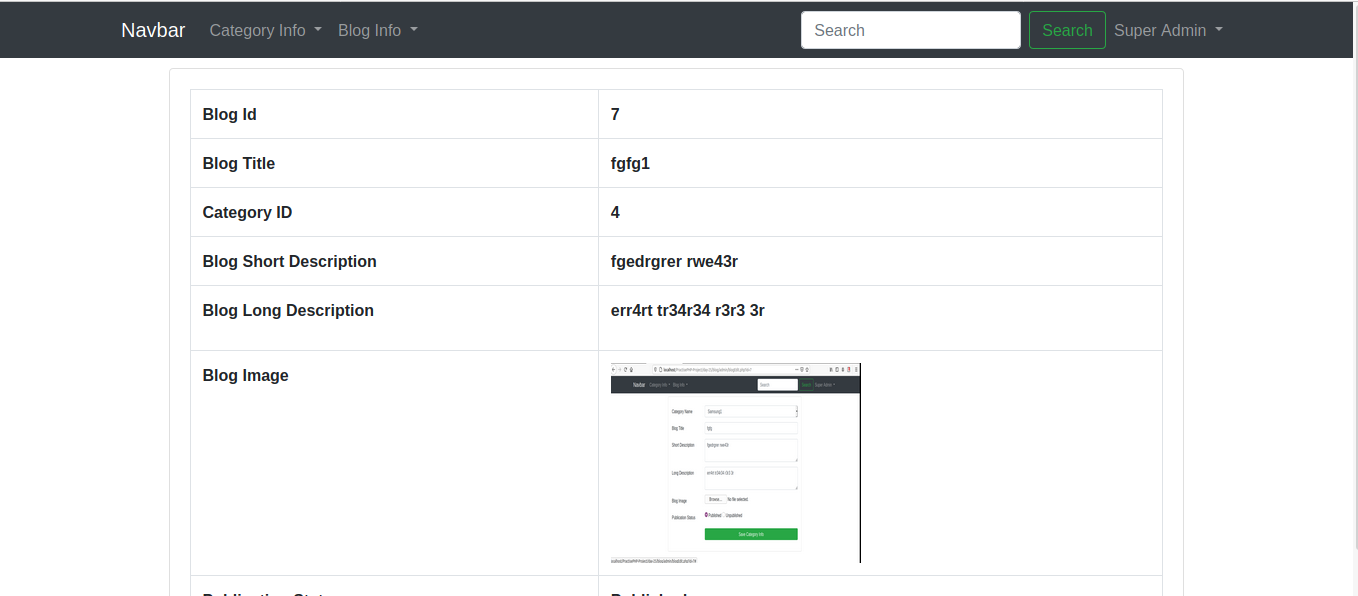 Navbar Category Info Blog Info Search Search Super Admin
Blog Id 7
Blog Title fgfg1
Category ID 4
Blog Short Description fgedrgrer rwe43r
Blog Long Description err4rt tr34r34 r3r3 3r
Blog Image
Navbar Category Info Blog Info Search Search Super Admin
Category Name Samsung2
Blog Title fgfg
Short Description fgedrgrer rwe43r
Long Description err4rt tr34r34 r3r3 3r
Blog Image Browse... No file selected.
Publication Status Published Unpublished
Save Category Info